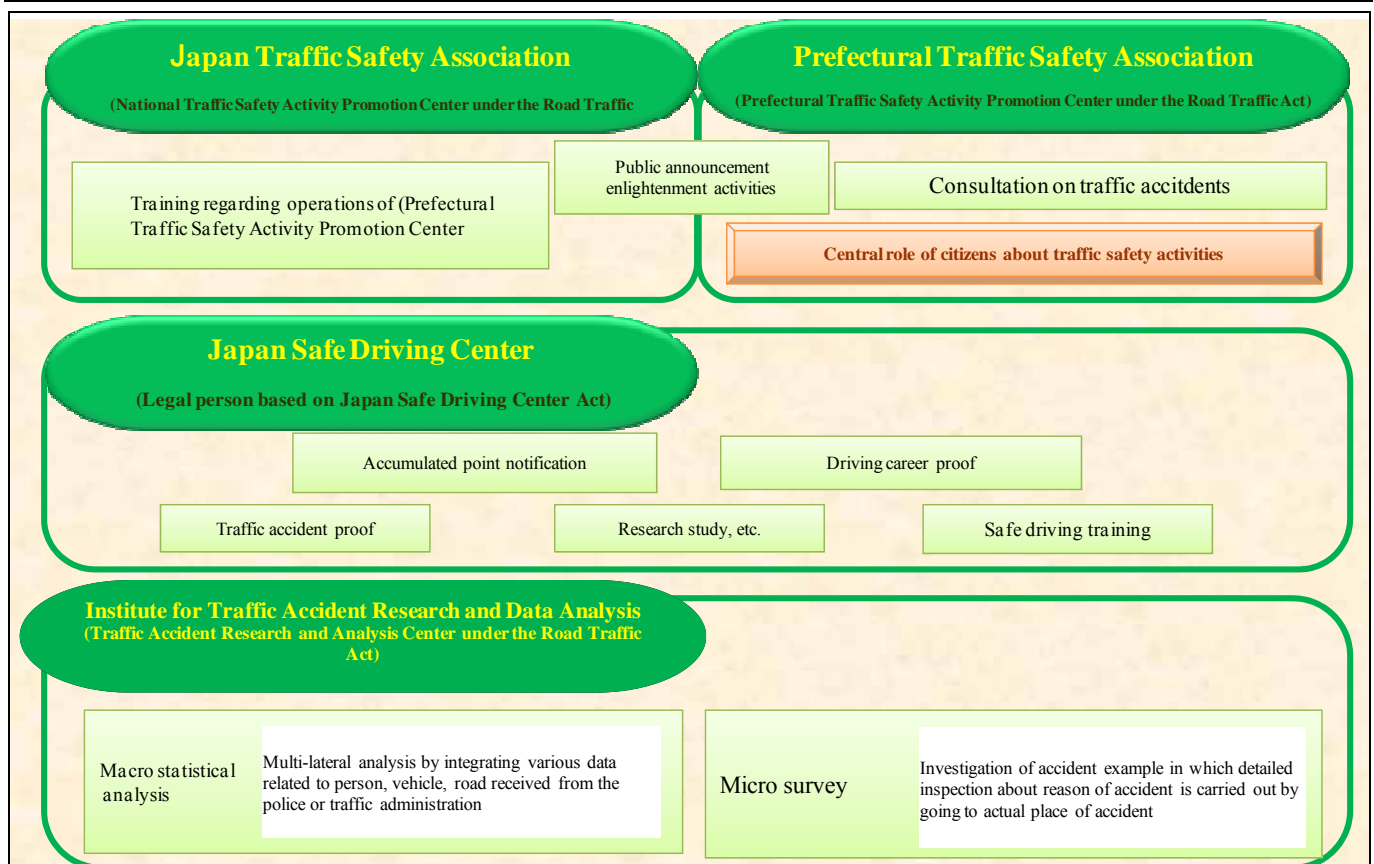 Japan Traffic Safety Association
(National Traffic Safety Activity Promotion Center under the Road Traffic
Prefectural Traffic Safety Association
(Prefectural Traffic Safety Activity Promotion Center under the Road Traffic Act)
Training regarding operations of (Prefectural
Traffic Safety Activity Promotion Center
Public announcement
enlightenment activities
Consultation on traffic accitdents
Central role of citizens about traffic safety activities
Japan Safe Driving Center
(Legal person based on Japan Safe Driving Center Act)
Accumulated point notification
Driving career proof
Traffic accident proof
Research study, etc.
Safe driving training
Institute for Traffic Accident Research and Data Analysis
(Traffic Accident Research and Analysis Center under the Road Traffic
Act)
Macro statistical
analysis
Multi-lateral analysis by integrating various data
related to person, vehicle, road received from the
police or traffic administration
Micro survey
Investigation of accident example in which detailed
inspection about reason of accident is carried out by
going to actual place of accident